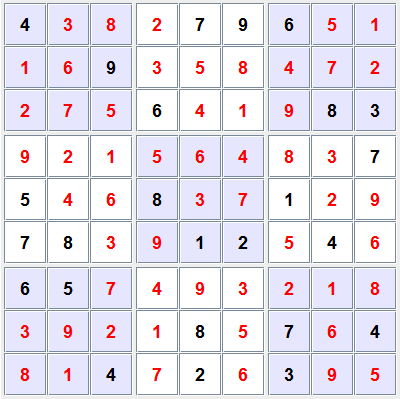 4 3 8 2 7 9 6 5 1
1 6 9 3 5 8 4 7 2
2 7 5 6 4 1 9 8 3
9 2 1 5 6 4 8 3 7
5 4 6 8 3 7 1 2 9
7 8 3 9 1 2 5 4 6
6 5 7 4 9 3 2 1 8
3 9 2 1 8 5 7 6 4
8 1 4 7 2 6 3 9 5